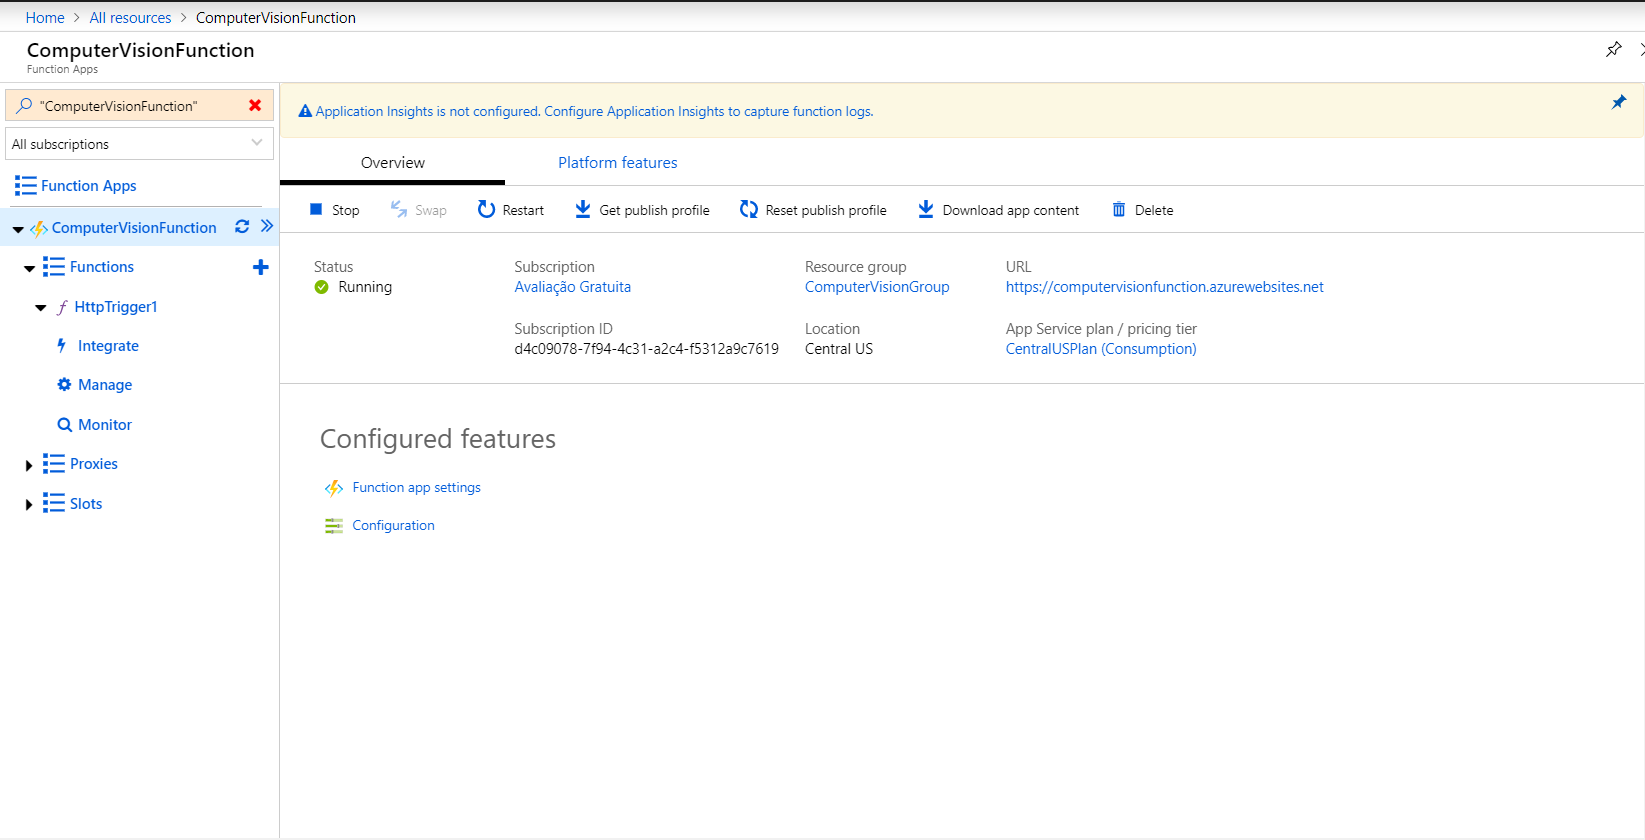 Home > All resources > ComputerVisionFunction
ComputerVisionFunction
Function Apps
"ComputerVisionFunction"
All subscriptions
Function Apps
ComputerVisionFunction
Functions
HttpTrigger1
Integrate
Manage
Monitor
Proxies
Slots
Application Insights is not configured. Configure Application Insights to capture function logs.
Overview Platform features
Stop Swap Restart Get publish profile Reset publish profile Download app content Delete
Status Subscription Resource group URL
Running Avaliação Gratuita ComputerVisionGroup https://computervisionfunction.azurewebsites.net
Subscription ID Location App Service plan / pricing tier
d4c09078-7f94-4c31-a2c4-f5312a9c7619 Central US CentralUSPlan (Consumption)
Configured features
Function app settings
Configuration